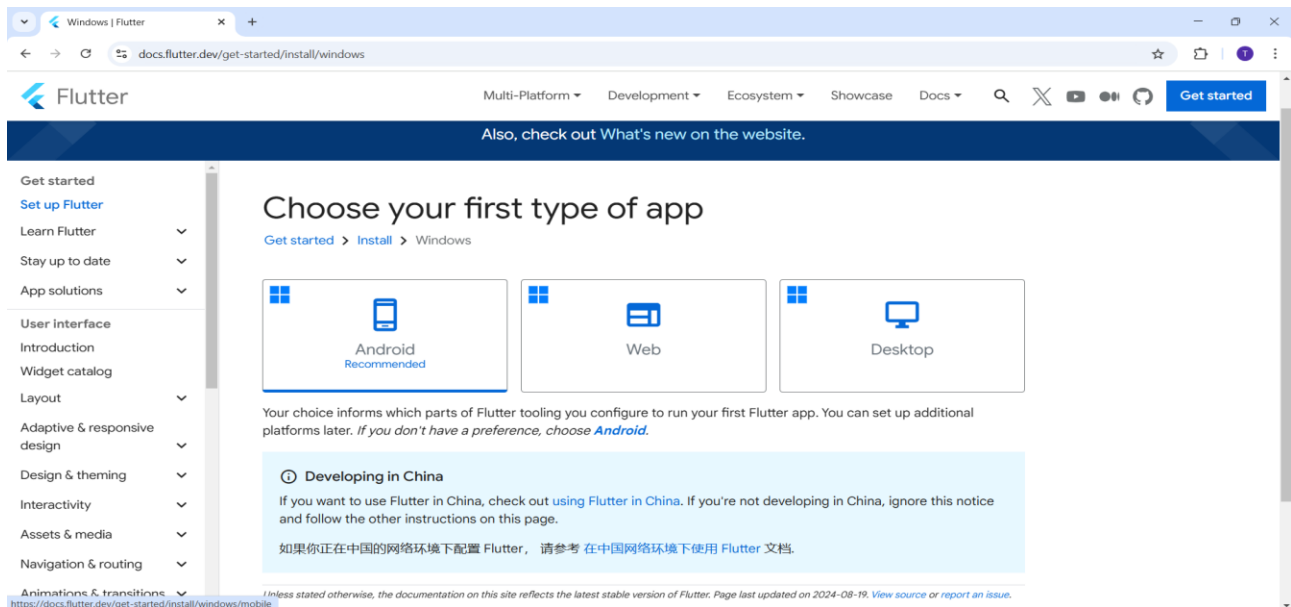 Windows | Flutter
docs.flutter.dev/get-started/install/windows
T
Flutter
Multi-Platform Development Ecosystem Showcase Docs Get started
Also, check out What's new on the website.
Get started
Set up Flutter
Learn Flutter
Stay up to date
App solutions
User interface
Introduction
Widget catalog
Layout
Adaptive & responsive
design
Design & theming
Interactivity
Assets & media
Navigation & routing
Animations & transitions
https://docs.flutter.dev/get-started/install/windows/mobile
Choose your first type of app
Get started > Install > Windows
Android
Recommended
Web
Desktop
Your choice informs which parts of Flutter tooling you configure to run your first Flutter app. You can set up additional
platforms later. If you don't have a preference, choose Android.
Developing in China
If you want to use Flutter in China, check out using Flutter in China. If you're not developing in China, ignore this notice
and follow the other instructions on this page.
如果你正在中国的网络环境下配置 Flutter， 请参考 在中国网络环境下使用 Flutter 文档.
Unless stated otherwise, the documentation on this site reflects the latest stable version of Flutter. Page last updated on 2024-08-19. View source or report an issue.